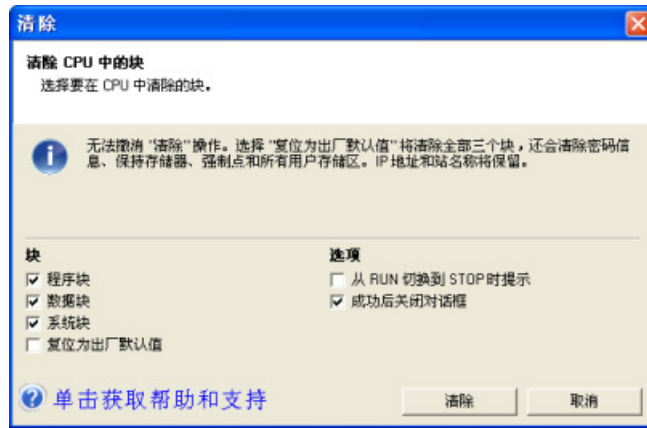 清除
清除 CPU 中的块
选择要在 CPU 中清除的块。
无法撤消 "清除"操作。选择 "复位为出厂默认值"将清除全部三个块，还会清除密码信
息、保持存储器、强制点和所有用户存储区。IP 地址和站名称将保留。
块
选项
程序块
从 RUN 切换到 STOP 时提示
数据块
成功后关闭对话框
系统块
复位为出厂默认值
单击获取帮助和支持
清除
取消